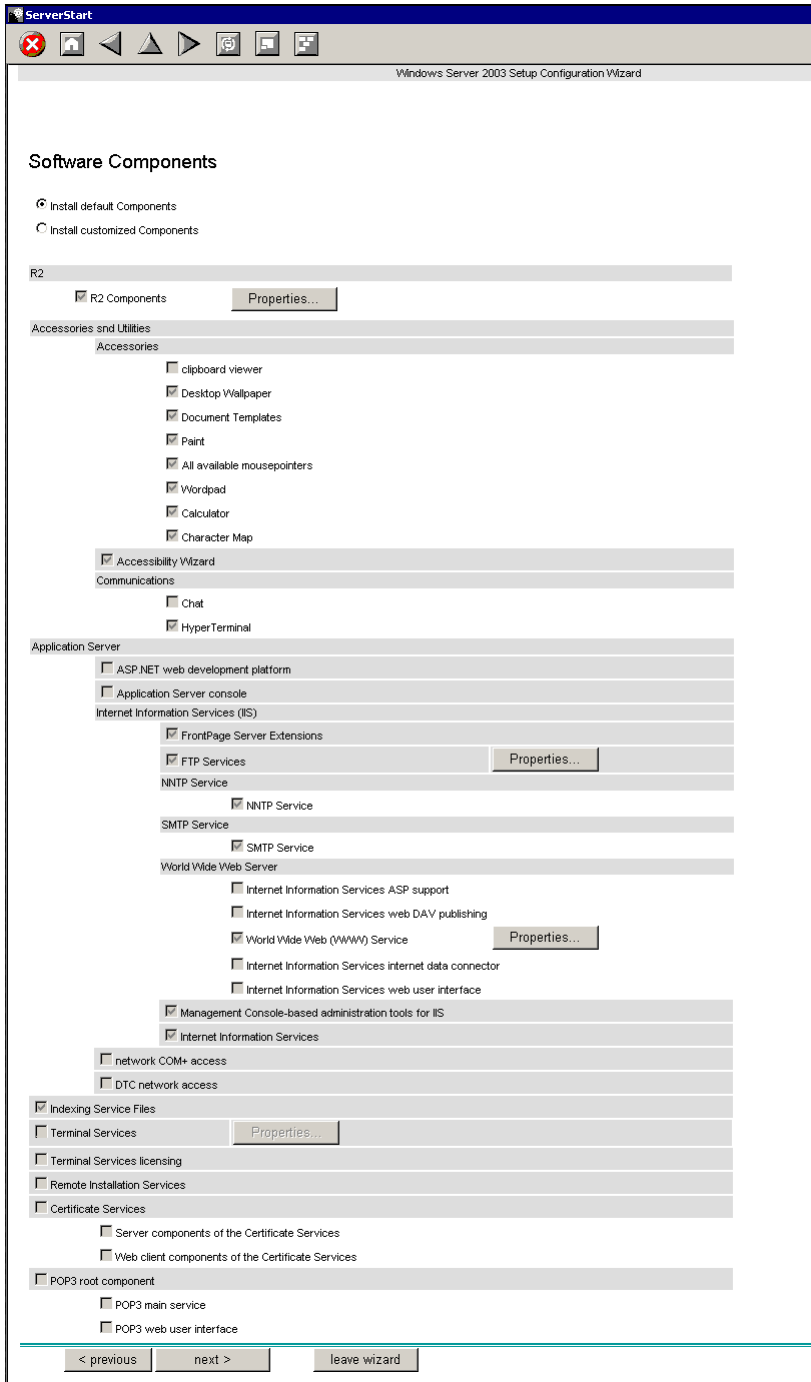 ServerStart
Windows Server 2003 Setup Configuration Wizard
Software Components
Install default Components
Install customized Components
R2
R2 Components Properties...
Accessories snd Utilities
Accessories
clipboard viewer
Desktop Wallpaper
Document Templates
Paint
All available mousepointers
Wordpad
Calculator
Character Map
Accessibility Wizard
Communications
Chat
HyperTerminal
Application Server
ASP.NET web development platform
Application Server console
Internet Information Services (IIS)
FrontPage Server Extensions
FTP Services Properties...
NNTP Service
NNTP Service
SMTP Service
SMTP Service
World Wide Web Server
Internet Information Services ASP support
Internet Information Services web DAV publishing
World Wide Web (WWW) Service Properties...
Internet Information Services internet data connector
Internet Information Services web user interface
Management Console-based administration tools for IIS
Internet Information Services
network COM+ access
DTC network access
Indexing Service Files
Terminal Services Properties...
Terminal Services licensing
Remote Installation Services
Certificate Services
Server components of the Certificate Services
Web client components of the Certificate Services
POP3 root component
POP3 main service
POP3 web user interface
< previous next > leave wizard